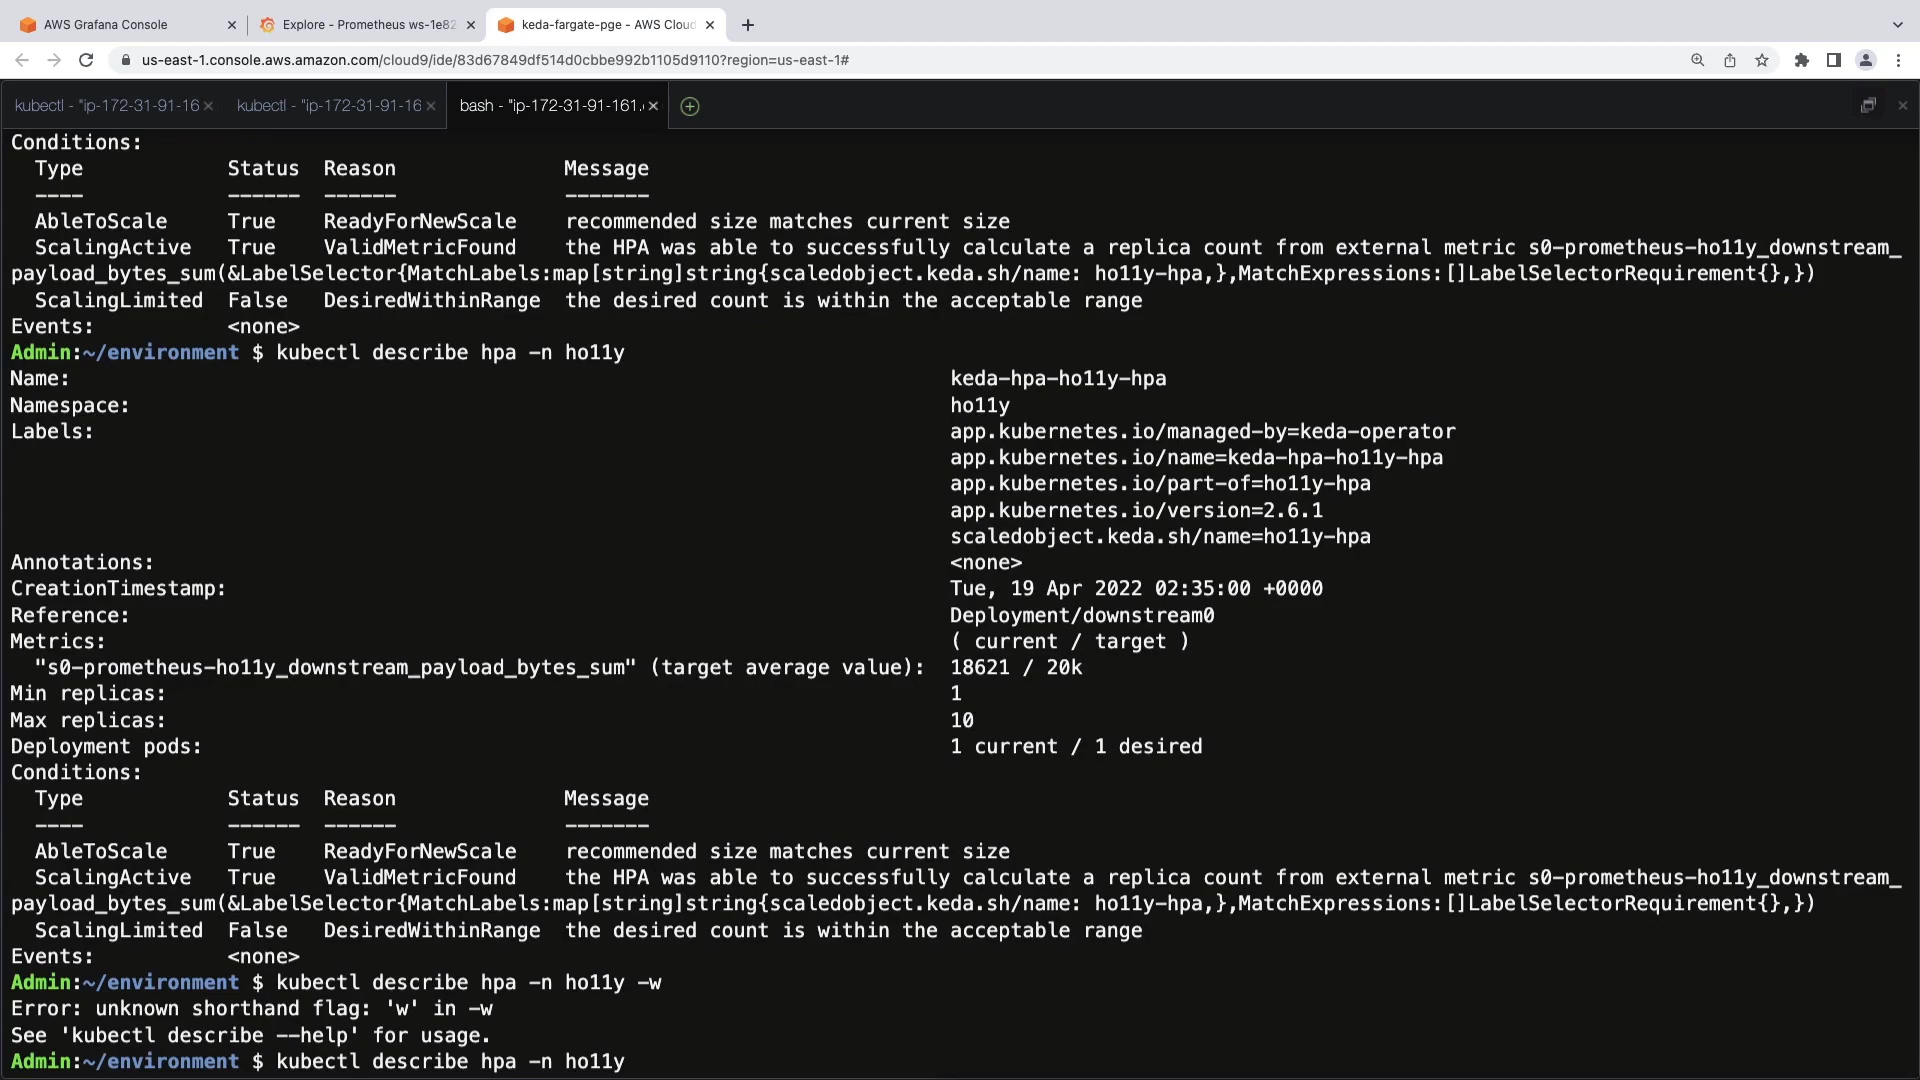 AWS Grafana Console
Explore - Prometheus ws-1e82
keda-fargate-pge - AWS Cloud
us-east-1.console.aws.amazon.com/cloud9/ide/83d67849df514d0cbbe992b1105d9110?region=us-east-1#
kubectl - "ip-172-31-91-16
kubectl - "ip-172-31-91-16
bash - "ip-172-31-91-161.
Conditions:
Type Status Reason Message
---- ------ ------ -------
AbleToScale True ReadyForNewScale recommended size matches current size
ScalingActive True ValidMetricFound the HPA was able to successfully calculate a replica count from external metric s0-prometheus-ho11y_downstream_
payload_bytes_sum(&LabelSelector{MatchLabels:map[string]string{scaledobject.keda.sh/name: ho11y-hpa,},MatchExpressions:[]LabelSelectorRequirement{},})
ScalingLimited False DesiredWithinRange the desired count is within the acceptable range
Events: <none>
Admin:~/environment $ kubectl describe hpa -n ho11y
Name: keda-hpa-ho11y-hpa
Namespace: ho11y
Labels: app.kubernetes.io/managed-by=keda-operator
app.kubernetes.io/name=keda-hpa-ho11y-hpa
app.kubernetes.io/part-of=ho11y-hpa
app.kubernetes.io/version=2.6.1
scaledobject.keda.sh/name=ho11y-hpa
Annotations: <none>
CreationTimestamp: Tue, 19 Apr 2022 02:35:00 +0000
Reference: Deployment/downstream0
Metrics: ( current / target )
"s0-prometheus-ho11y_downstream_payload_bytes_sum" (target average value): 18621 / 20k
Min replicas: 1
Max replicas: 10
Deployment pods: 1 current / 1 desired
Conditions:
Type Status Reason Message
---- ------ ------ -------
AbleToScale True ReadyForNewScale recommended size matches current size
ScalingActive True ValidMetricFound the HPA was able to successfully calculate a replica count from external metric s0-prometheus-ho11y_downstream_
payload_bytes_sum(&LabelSelector{MatchLabels:map[string]string{scaledobject.keda.sh/name: ho11y-hpa,},MatchExpressions:[]LabelSelectorRequirement{},})
ScalingLimited False DesiredWithinRange the desired count is within the acceptable range
Events: <none>
Admin:~/environment $ kubectl describe hpa -n ho11y -w
Error: unknown shorthand flag: 'w' in -w
See 'kubectl describe --help' for usage.
Admin:~/environment $ kubectl describe hpa -n ho11y